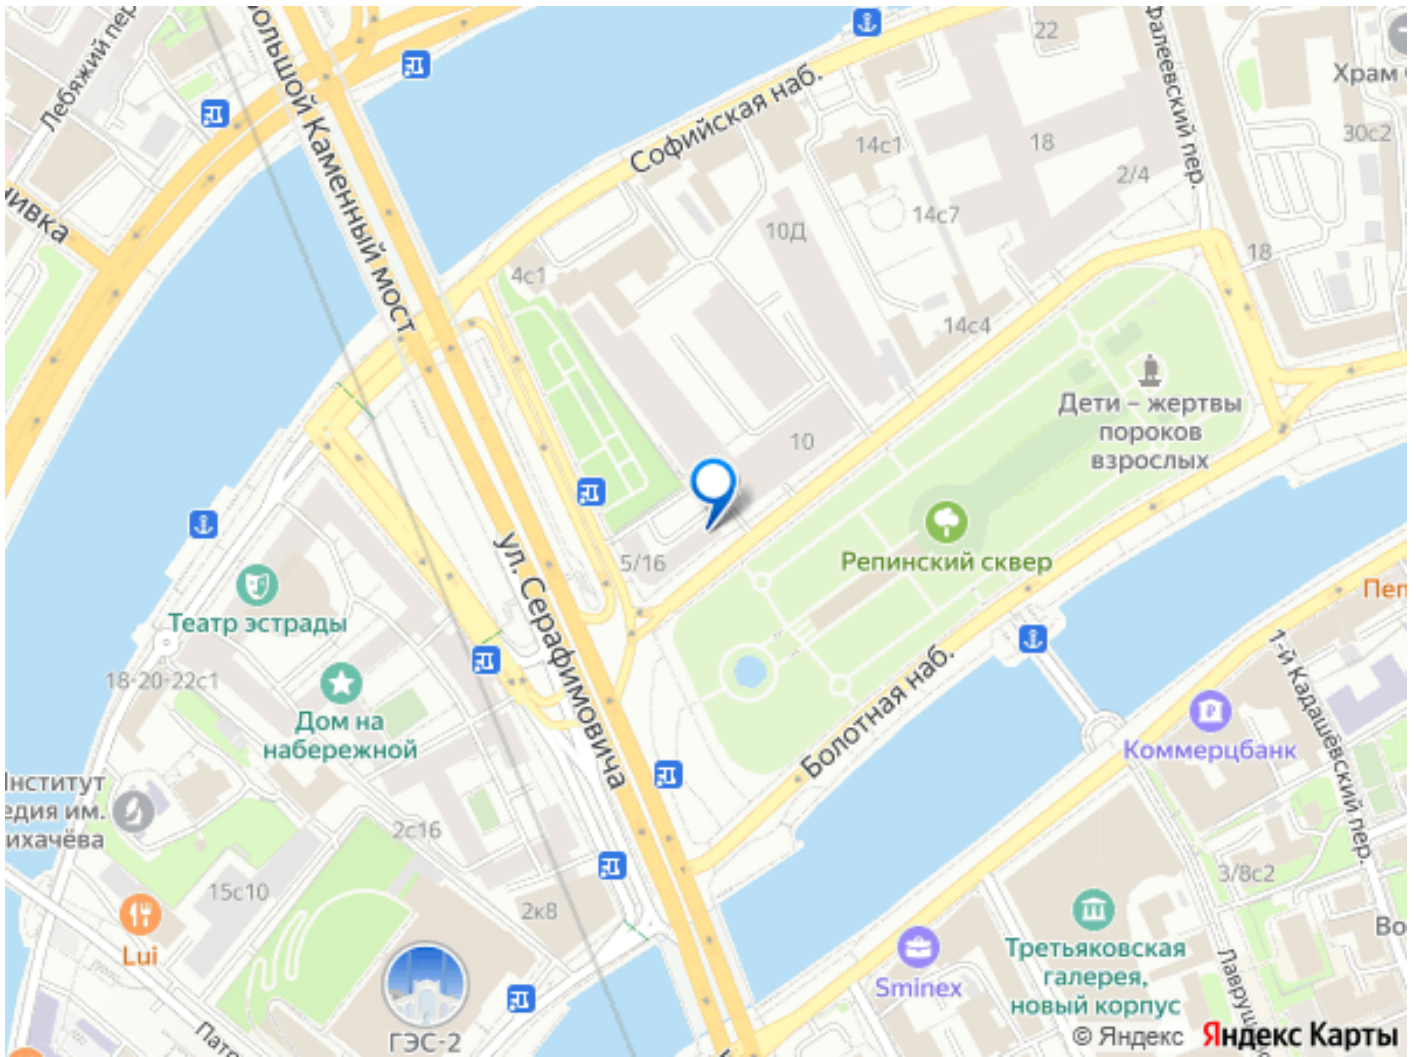 Лебяжий пер.
Большой Каменный мост
Софийская наб.
Фалеевский пер.
22
Храм
14с1
18
30с2
2/4
14с7
10Д
18
4с1
14с4
Дети – жертвы
пороков
взрослых
10
5/16
Репинский сквер
ул. Серафимовича
Театр эстрады
18-20-22с1
Дом на
набережной
Болотная наб.
1-й Кадашёвский пер.
Коммерцбанк
2с16
15с10
3/8с2
Lui
2к8
Третьяковская
галерея,
новый корпус
Sminex
ГЭС-2
© Яндекс Яндекс Карты